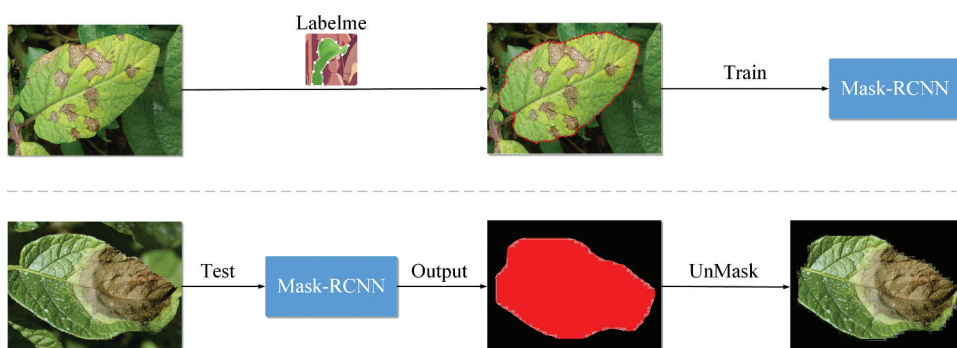 Labelme
Train
Mask-RCNN
Test
Mask-RCNN
Output
UnMask